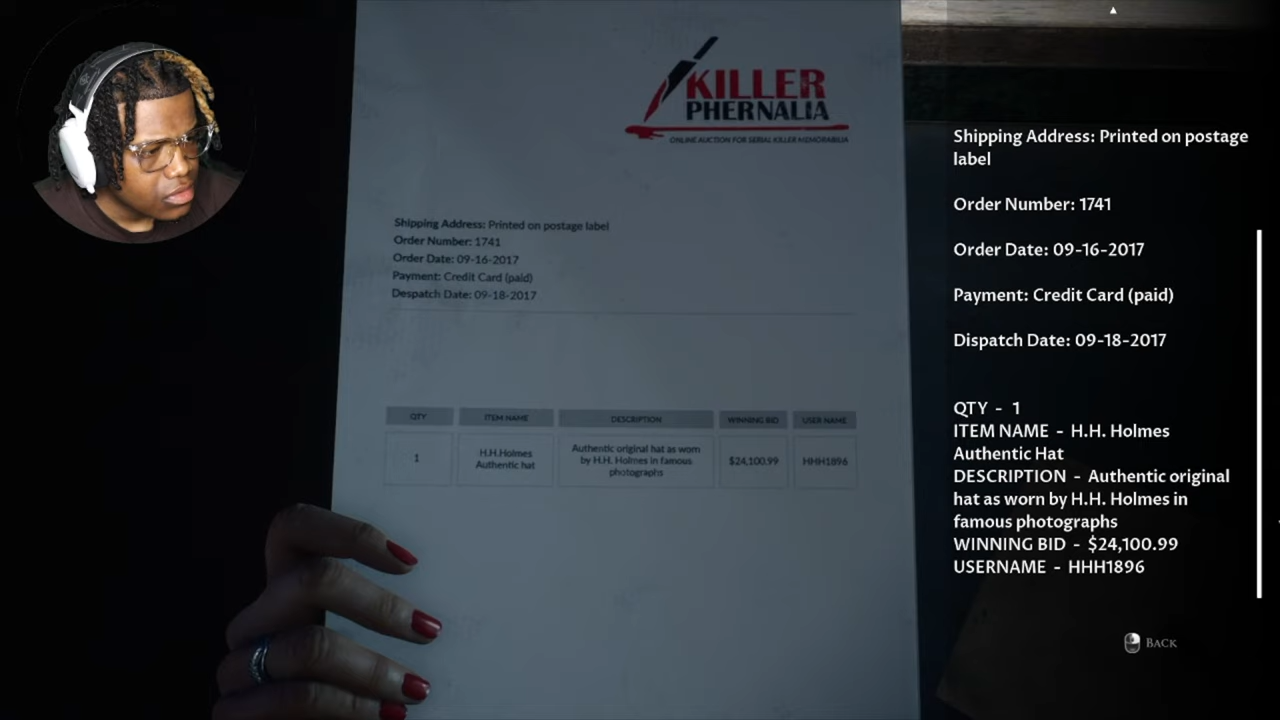 KILLER
PHERNALIA
ONLINE AUCTION FOR SERIAL KILLER MEMORABILIA
Shipping Address: Printed on postage label
Order Number: 1741
Order Date: 09-16-2017
Payment: Credit Card (paid)
Despatch Date: 09-18-2017
QTY ITEM NAME DESCRIPTION WINNING BID USER NAME
1 H.H.Holmes Authentic hat Authentic original hat as worn by H.H. Holmes in famous photographs $24,100.99 HHH1896
Shipping Address: Printed on postage
label
Order Number: 1741
Order Date: 09-16-2017
Payment: Credit Card (paid)
Dispatch Date: 09-18-2017
QTY - 1
ITEM NAME - H.H. Holmes
Authentic Hat
DESCRIPTION - Authentic original
hat as worn by H.H. Holmes in
famous photographs
WINNING BID - $24,100.99
USERNAME - HHH1896
BACK